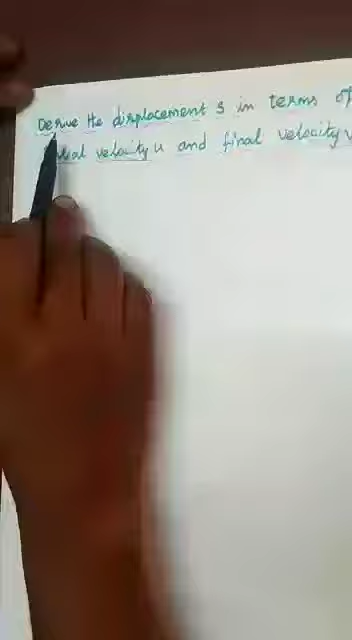 Derive the displacement s in terms of
velocity u and final velocity v